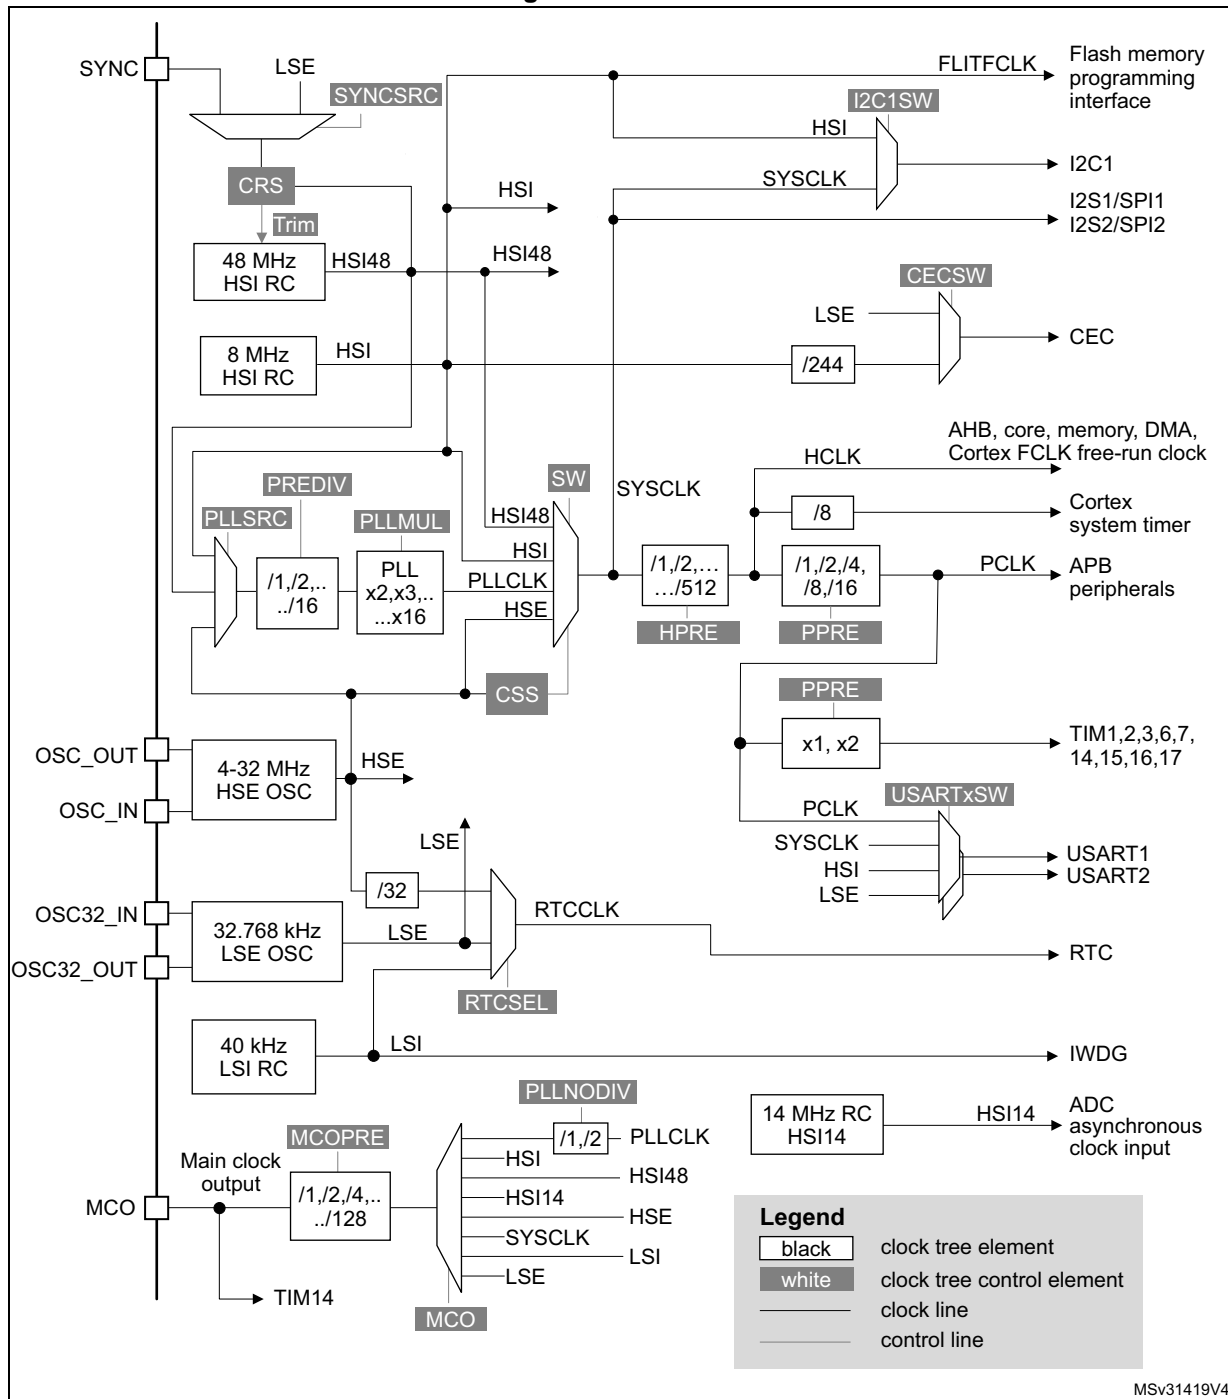 SYNC
LSE
SYNCSRC
CRS
Trim
48 MHz
HSI RC
HSI48
HSI
HSI48
8 MHz
HSI RC
HSI
FLITFCLK
Flash memory
programming
interface
I2C1SW
HSI
SYSCLK
I2C1
I2S1/SPI1
I2S2/SPI2
CECSW
LSE
/244
CEC
PLLSRC
PREDIV
/1,/2,..
../16
PLLMUL
PLL
x2,x3,..
...x16
SW
HSI48
HSI
PLLCLK
HSE
CSS
SYSCLK
/1,/2,...
.../512
HPRE
HCLK
AHB, core, memory, DMA,
Cortex FCLK free-run clock
/8
Cortex
system timer
/1,/2,/4,
/8,/16
PPRE
PCLK
APB
peripherals
PPRE
x1, x2
TIM1,2,3,6,7,
14,15,16,17
OSC_OUT
OSC_IN
4-32 MHz
HSE OSC
HSE
USARTxSW
PCLK
SYSCLK
HSI
LSE
USART1
USART2
LSE
/32
OSC32_IN
OSC32_OUT
32.768 kHz
LSE OSC
LSE
RTCCLK
RTCSEL
RTC
40 kHz
LSI RC
LSI
IWDG
14 MHz RC
HSI14
HSI14
ADC
asynchronous
clock input
PLLNODIV
/1,/2
PLLCLK
HSI
HSI48
HSI14
HSE
SYSCLK
LSI
LSE
MCO
MCOPRE
/1,/2,/4,..
../128
Main clock
output
MCO
TIM14
Legend
black
clock tree element
white
clock tree control element
clock line
control line
MSv31419V4